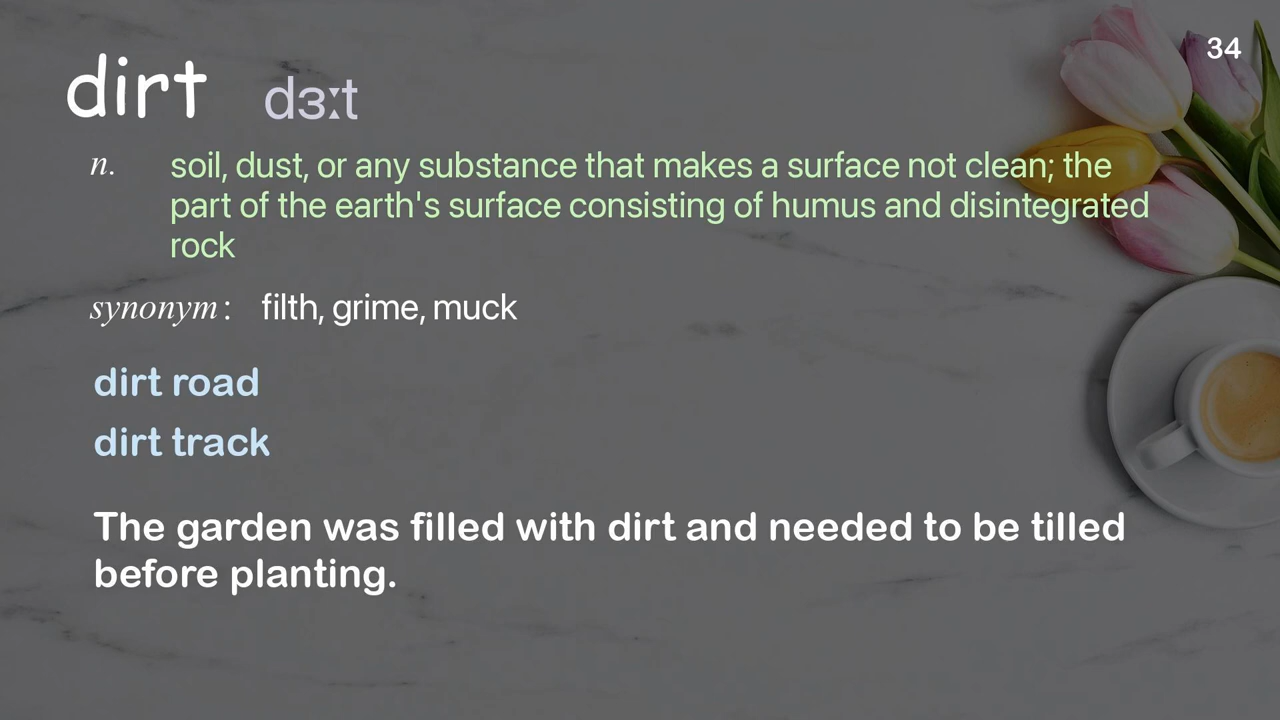 34
dirt dɜːt
n. soil, dust, or any substance that makes a surface not clean; the
part of the earth's surface consisting of humus and disintegrated
rock
synonym: filth, grime, muck
dirt road
dirt track
The garden was filled with dirt and needed to be tilled
before planting.